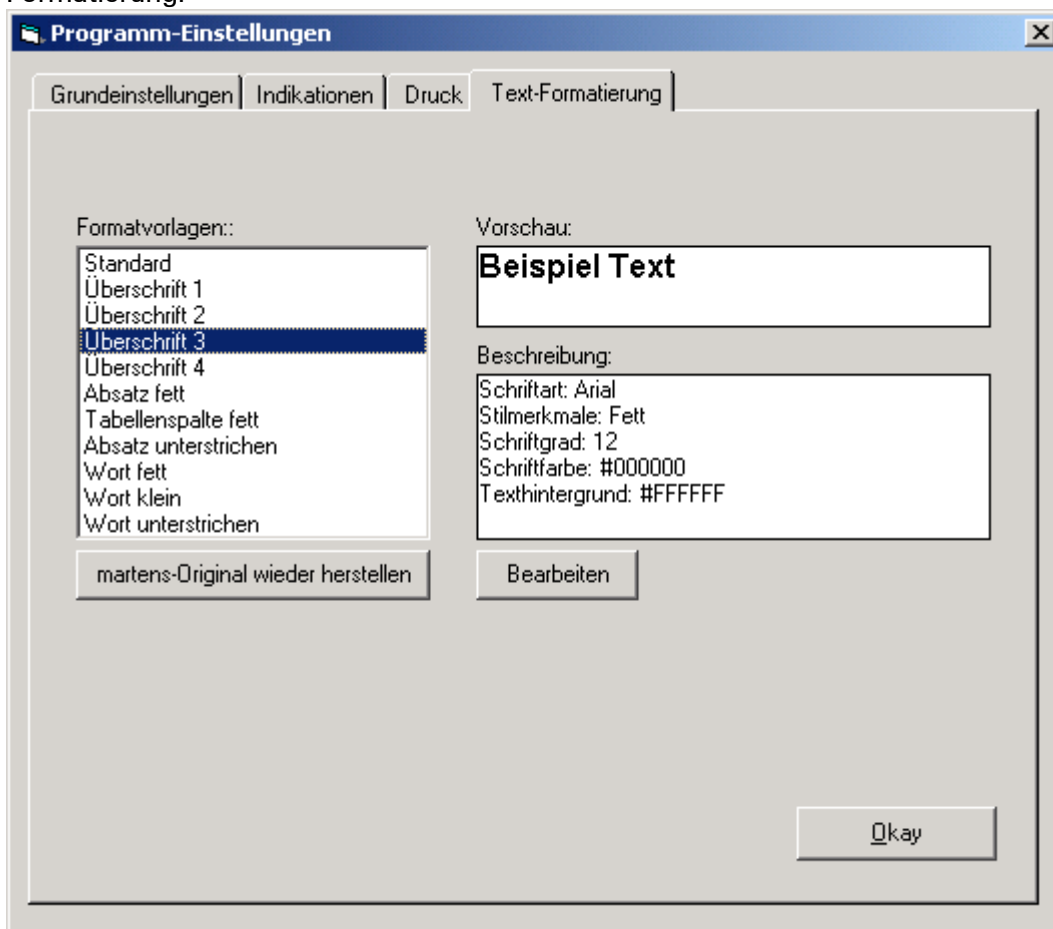 Formatierung.
Programm-Einstellungen
Grundeinstellungen Indikationen Druck Text-Formatierung
Formatvorlagen::
Standard
Überschrift 1
Überschrift 2
Überschrift 3
Überschrift 4
Absatz fett
Tabellenspalte fett
Absatz unterstrichen
Wort fett
Wort klein
Wort unterstrichen
martens-Original wieder herstellen
Vorschau:
Beispiel Text
Beschreibung:
Schriftart: Arial
Stilmerkmale: Fett
Schriftgrad: 12
Schriftfarbe: #000000
Texthintergrund: #FFFFFF
Bearbeiten
Okay